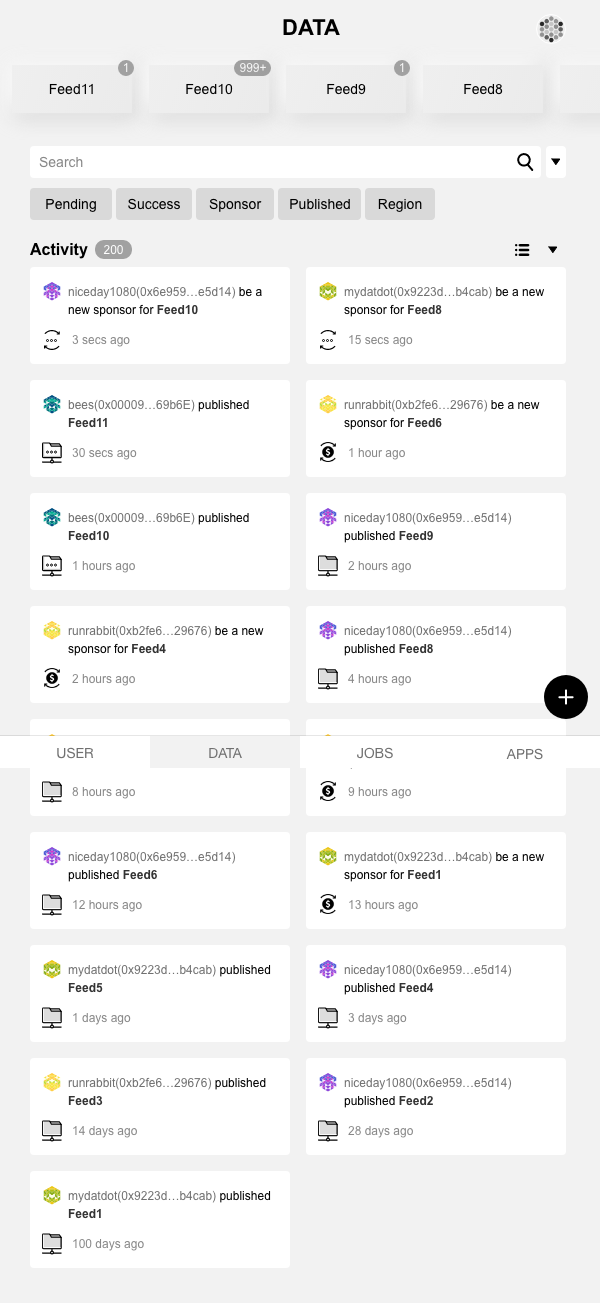 DATA
1
999+
1
Feed11
Feed10
Feed9
Feed8
Search
Pending
Success
Sponsor
Published
Region
Activity 200
niceday1080(0x6e959…e5d14) be a
new sponsor for Feed10
3 secs ago
mydatdot(0x9223d…b4cab) be a new
sponsor for Feed8
15 secs ago
bees(0x00009…69b6E) published
Feed11
30 secs ago
runrabbit(0xb2fe6…29676) be a new
sponsor for Feed6
1 hour ago
bees(0x00009…69b6E) published
Feed10
1 hours ago
niceday1080(0x6e959…e5d14)
published Feed9
2 hours ago
runrabbit(0xb2fe6…29676) be a new
sponsor for Feed4
2 hours ago
niceday1080(0x6e959…e5d14)
published Feed8
4 hours ago
USER
DATA
JOBS
APPS
8 hours ago
9 hours ago
niceday1080(0x6e959…e5d14)
published Feed6
12 hours ago
mydatdot(0x9223d…b4cab) be a new
sponsor for Feed1
13 hours ago
mydatdot(0x9223d…b4cab) published
Feed5
1 days ago
niceday1080(0x6e959…e5d14)
published Feed4
3 days ago
runrabbit(0xb2fe6…29676) published
Feed3
14 days ago
niceday1080(0x6e959…e5d14)
published Feed2
28 days ago
mydatdot(0x9223d…b4cab) published
Feed1
100 days ago